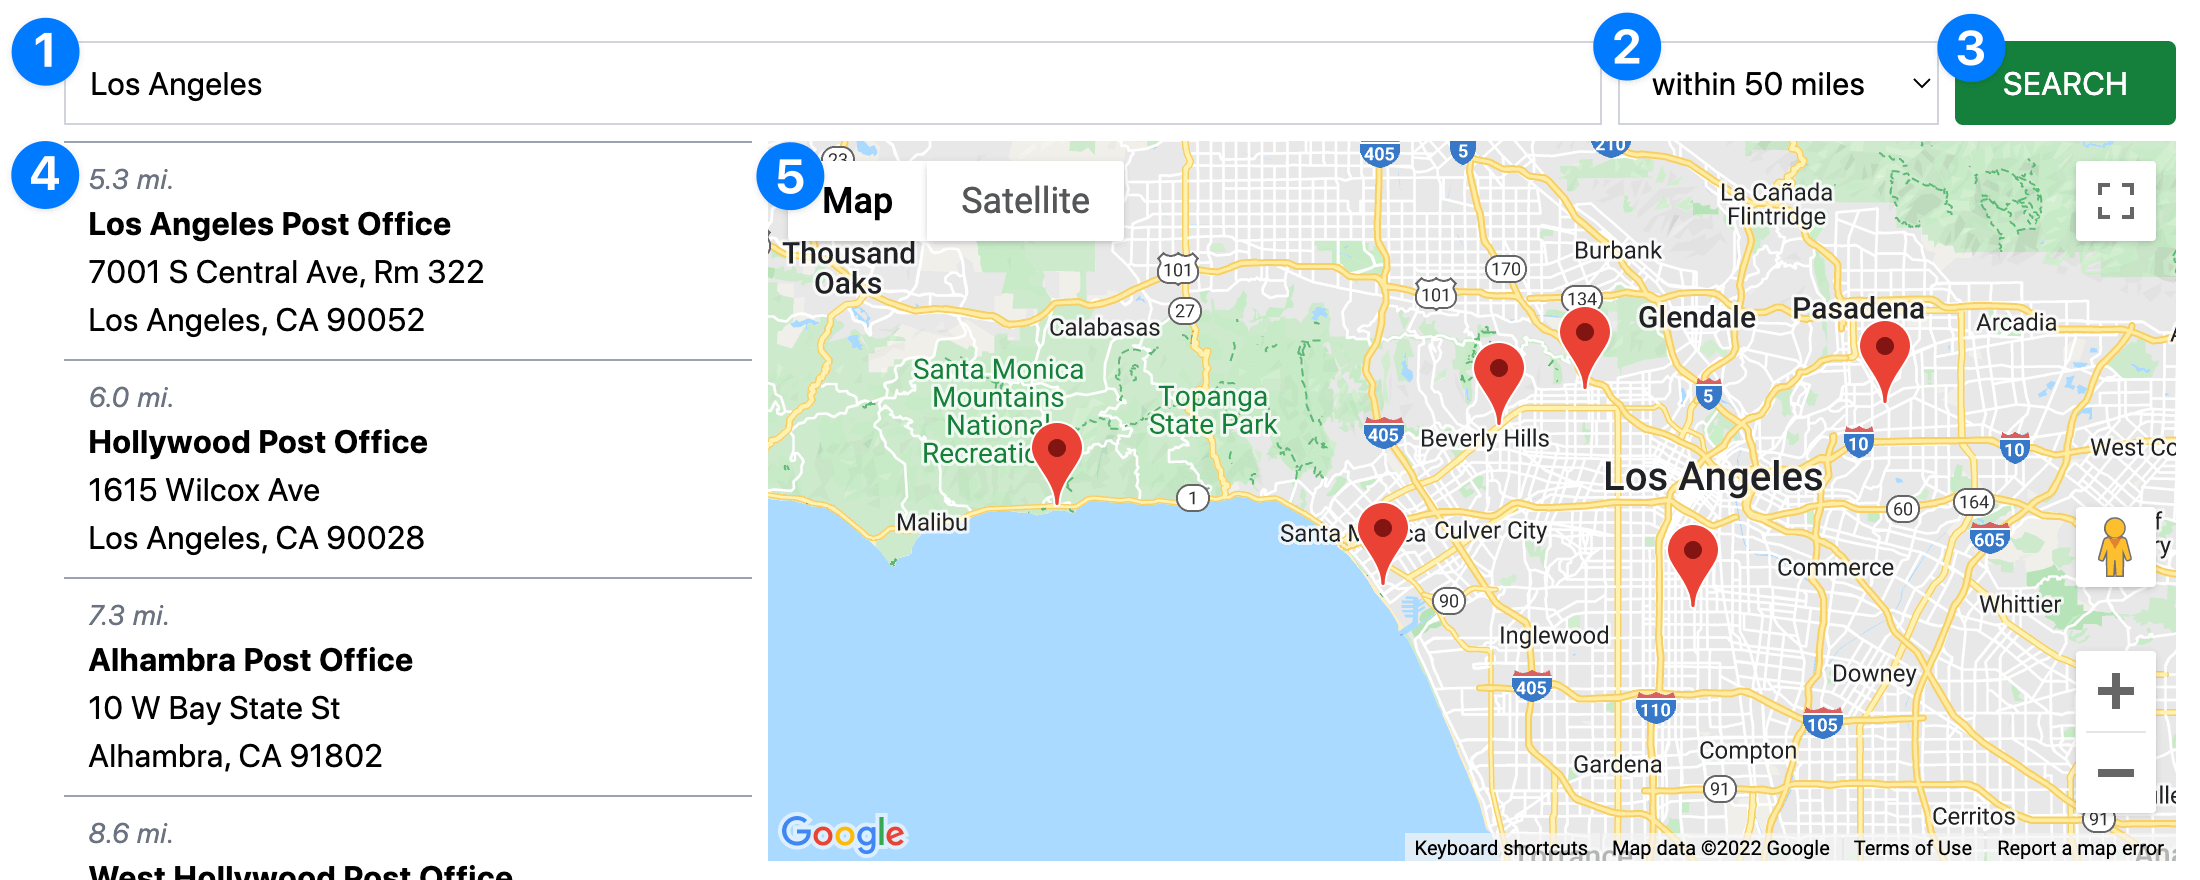 1
Los Angeles
2
within 50 miles
3
SEARCH
4
5.3 mi.
Los Angeles Post Office
7001 S Central Ave, Rm 322
Los Angeles, CA 90052
6.0 mi.
Hollywood Post Office
1615 Wilcox Ave
Los Angeles, CA 90028
7.3 mi.
Alhambra Post Office
10 W Bay State St
Alhambra, CA 91802
8.6 mi.
West Hollywood Post Office
5
Map
Satellite
23
405
5
210
La Cañada
Flintridge
Thousand
Oaks
Burbank
101
170
101
134
27
Calabasas
Glendale
Pasadena
Arcadia
Santa Monica
Mountains
National
Topanga
State Park
5
405
Beverly Hills
10
10
West Co
Los Angeles
1
60
164
Malibu
Santa M ca
Culver City
605
Commerce
90
Whittier
Inglewood
Downey
405
110
105
Compton
Gardena
91
Cerritos
91
Google
Keyboard shortcuts
Map data ©2022 Google
Terms of Use
Report a map error